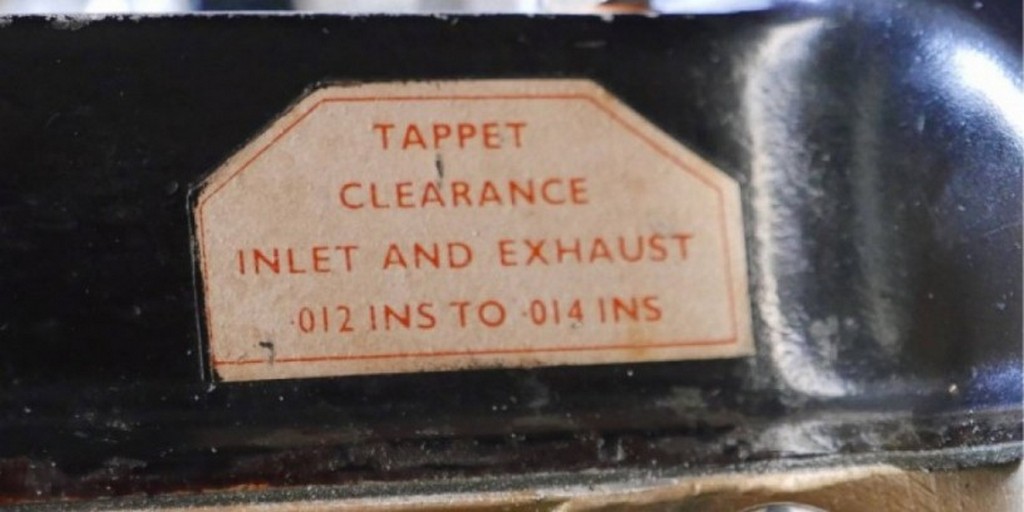 TAPPET
CLEARANCE
INLET AND EXHAUST
·012 INS TO ·014 INS